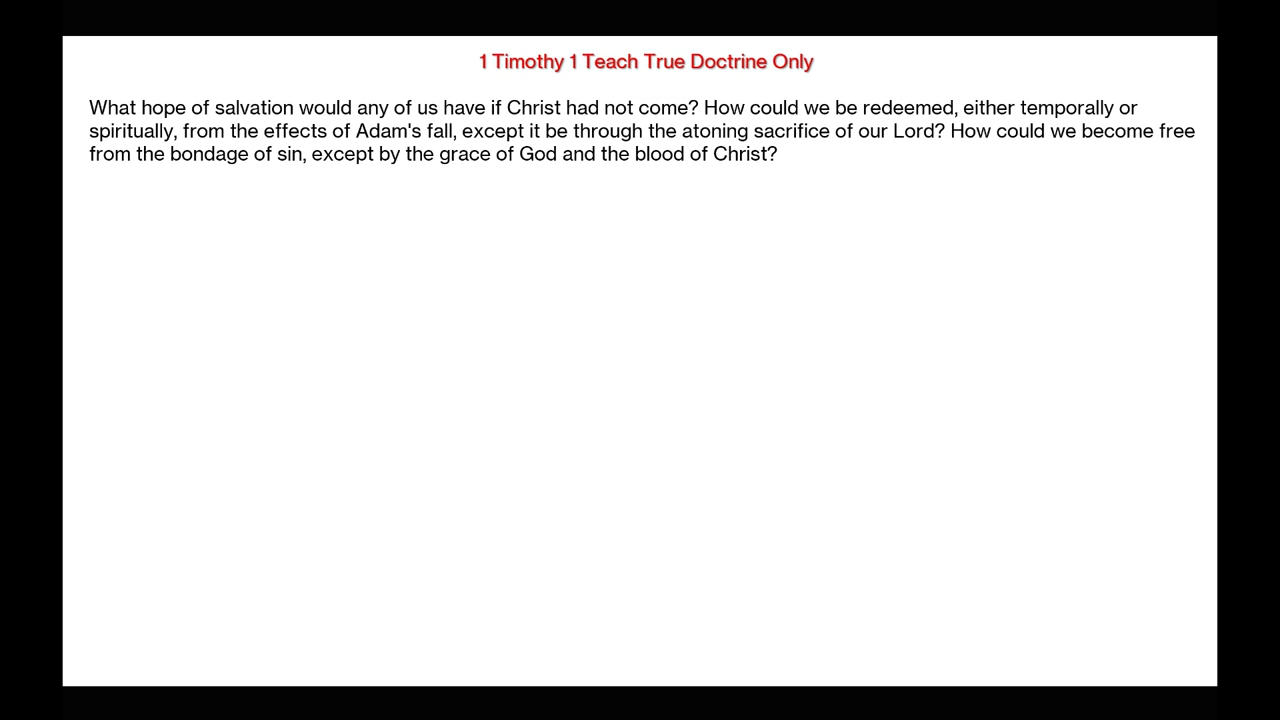 1 Timothy 1 Teach True Doctrine Only
What hope of salvation would any of us have if Christ had not come? How could we be redeemed, either temporally or
spiritually, from the effects of Adam's fall, except it be through the atoning sacrifice of our Lord? How could we become free
from the bondage of sin, except by the grace of God and the blood of Christ?